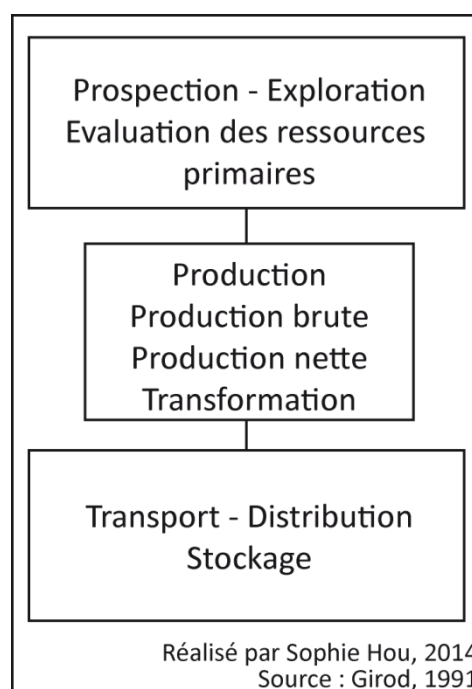 Prospection - Exploration
Evaluation des ressources
primaires
Production
Production brute
Production nette
Transformation
Transport - Distribution
Stockage
Réalisé par Sophie Hou, 2014
Source : Girod, 1991